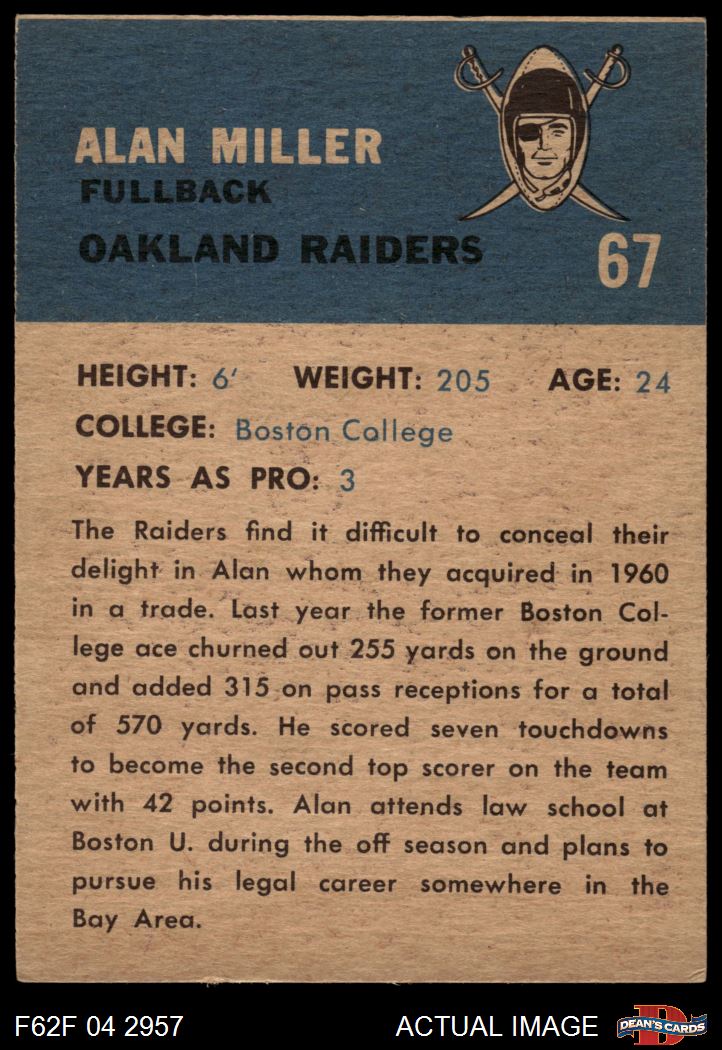 ALAN MILLER
FULLBACK
OAKLAND RAIDERS
67
HEIGHT: 6' WEIGHT: 205 AGE: 24
COLLEGE: Boston College
YEARS AS PRO: 3
The Raiders find it difficult to conceal their
delight in Alan whom they acquired in 1960
in a trade. Last year the former Boston Col-
lege ace churned out 255 yards on the ground
and added 315 on pass receptions for a total
of 570 yards. He scored seven touchdowns
to become the second top scorer on the team
with 42 points. Alan attends law school at
Boston U. during the off season and plans to
pursue his legal career somewhere in the
Bay Area.
F62F 04 2957 ACTUAL IMAGE DEAN'S CARDS